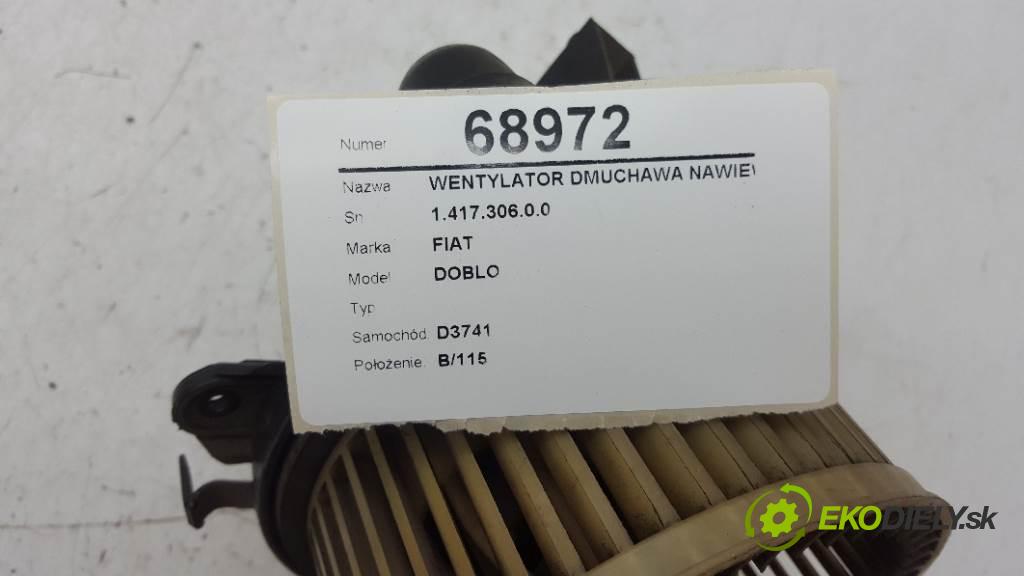 Numer 68972
Nazwa WENTYLATOR DMUCHAWA NAWIEW
Sn 1.417.306.0.0
Marka FIAT
Model DOBLO
Typ
Samochód. D3741
Położenie. B/115
EKODIELY.sk